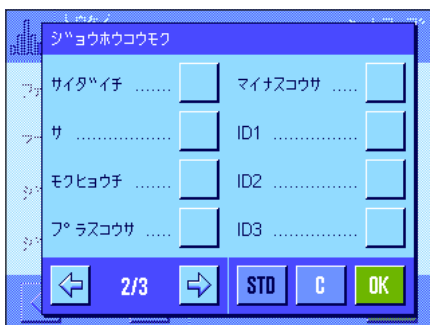 ジョウホウコウモク
サイダイチ ....... マイナスコウサ .....
サ ................. ID1 .................
モクヒョウチ ....... ID2 .................
プラスコウサ ..... ID3 .................
2/3 STD C OK